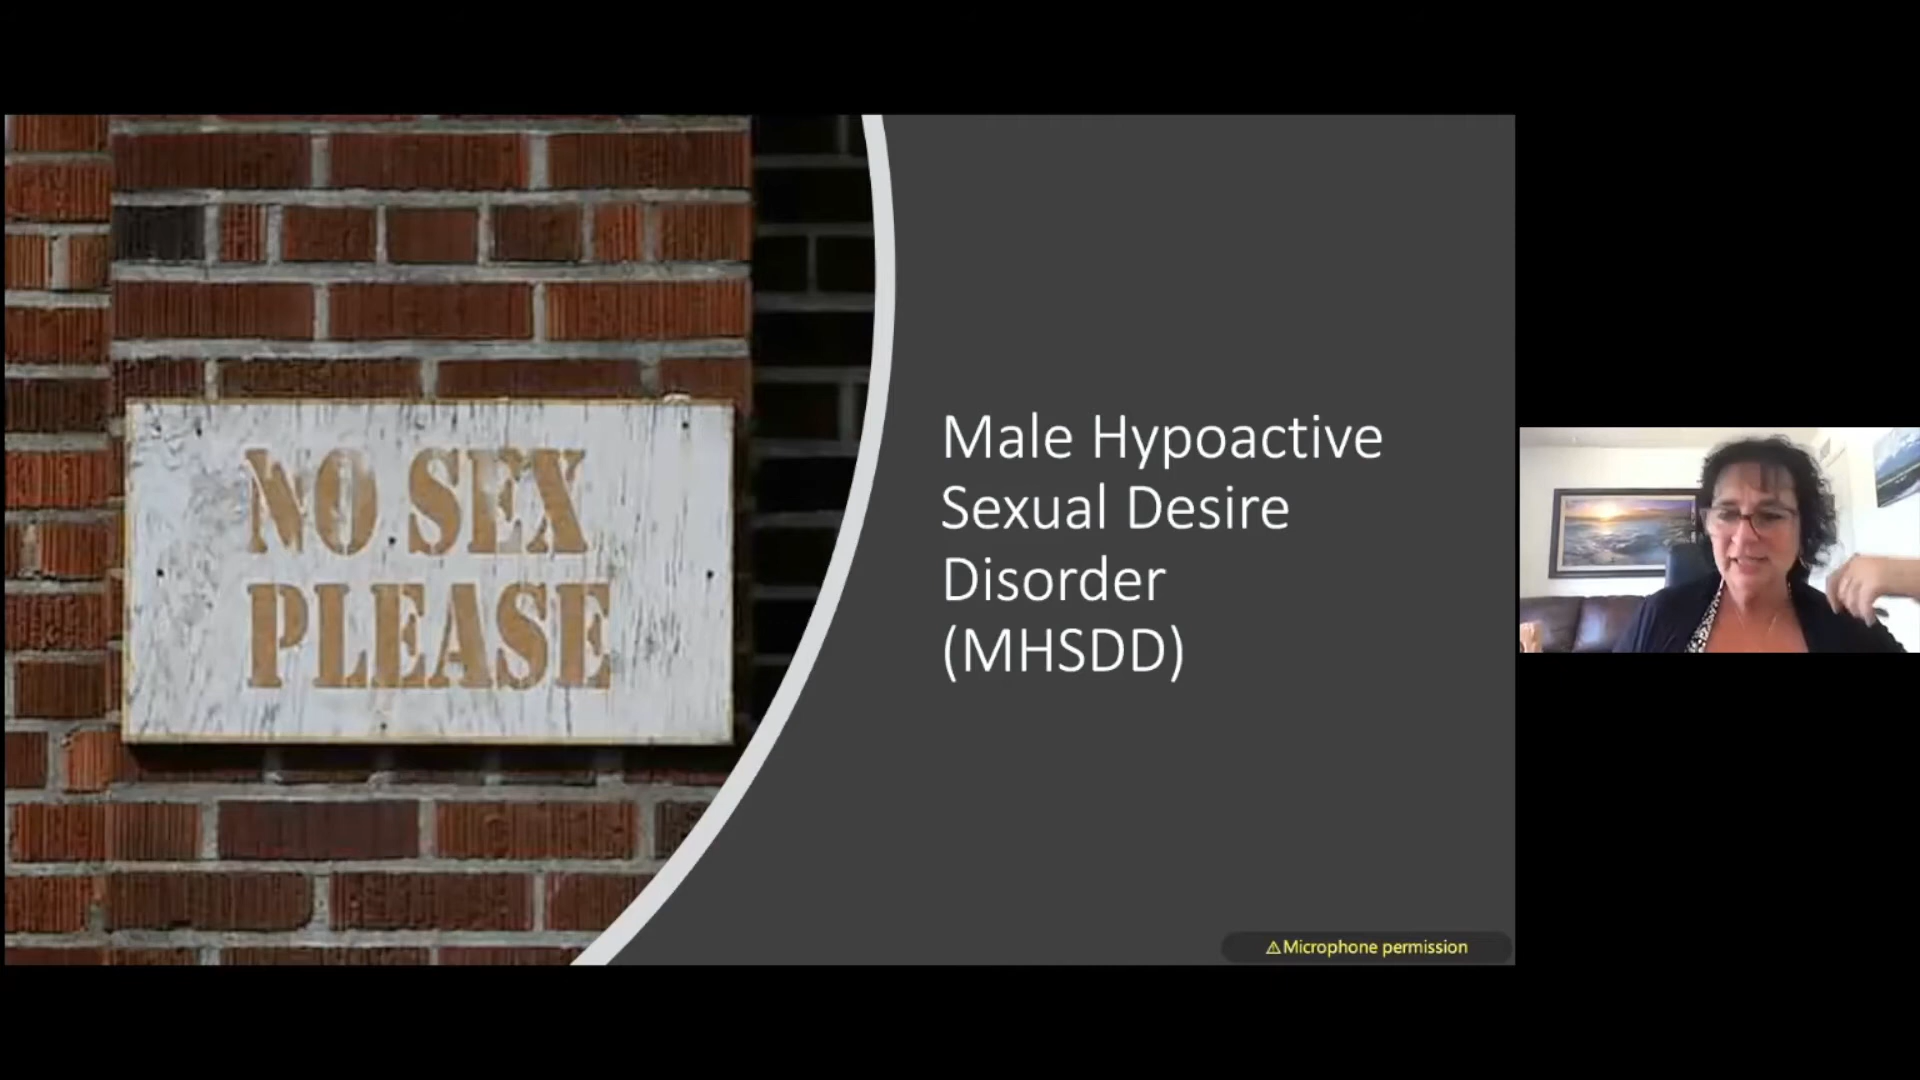 NO SEX
PLEASE
Male Hypoactive
Sexual Desire
Disorder
(MHSDD)
⚠Microphone permission